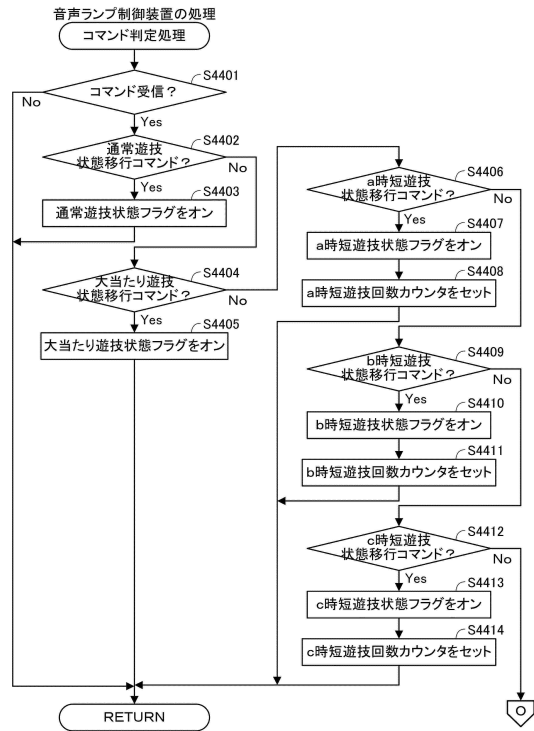 音声ランプ制御装置の処理
コマンド判定処理
S4401
コマンド受信？
No
Yes
S4402
通常遊技
状態移行コマンド？
No
Yes
S4403
通常遊技状態フラグをオン
S4404
大当たり遊技
状態移行コマンド？
No
Yes
S4405
大当たり遊技状態フラグをオン
S4406
a時短遊技
状態移行コマンド？
No
Yes
S4407
a時短遊技状態フラグをオン
S4408
a時短遊技回数カウンタをセット
S4409
b時短遊技
状態移行コマンド？
No
Yes
S4410
b時短遊技状態フラグをオン
S4411
b時短遊技回数カウンタをセット
S4412
c時短遊技
状態移行コマンド？
No
Yes
S4413
c時短遊技状態フラグをオン
S4414
c時短遊技回数カウンタをセット
RETURN
O